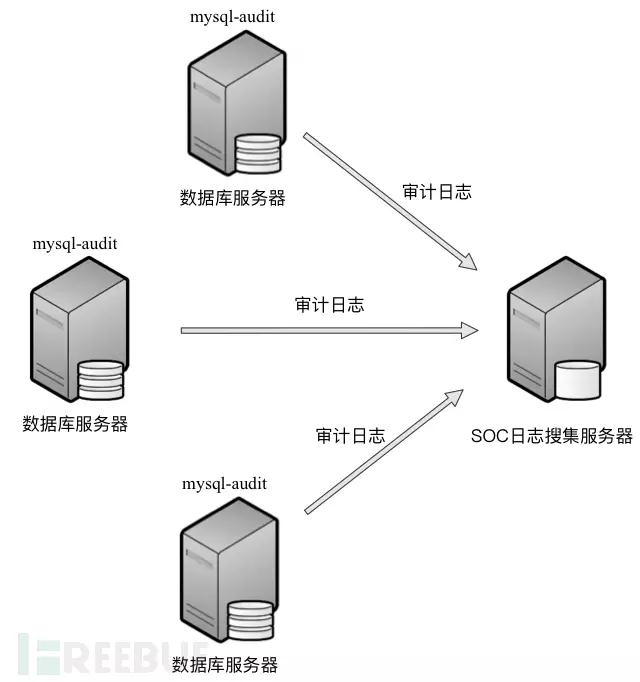 mysql-audit
数据库服务器
审计日志
mysql-audit
审计日志
数据库服务器
审计日志
SOC日志搜集服务器
mysql-audit
数据库服务器
FREEBUF